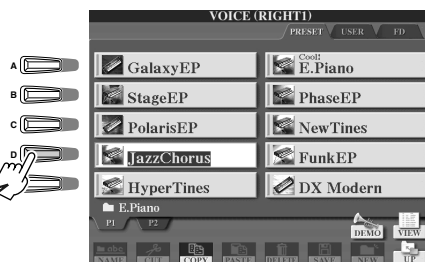 VOICE (RIGHT1)
PRESET USER FD
A GalaxyEP Cool! E.Piano
B StageEP PhaseEP
C PolarisEP NewTines
D JazzChorus FunkEP
HyperTines DX Modern
E.Piano
P1 P2
DEMO VIEW
abc
NAME CUT COPY PASTE DELETE SAVE NEW UP